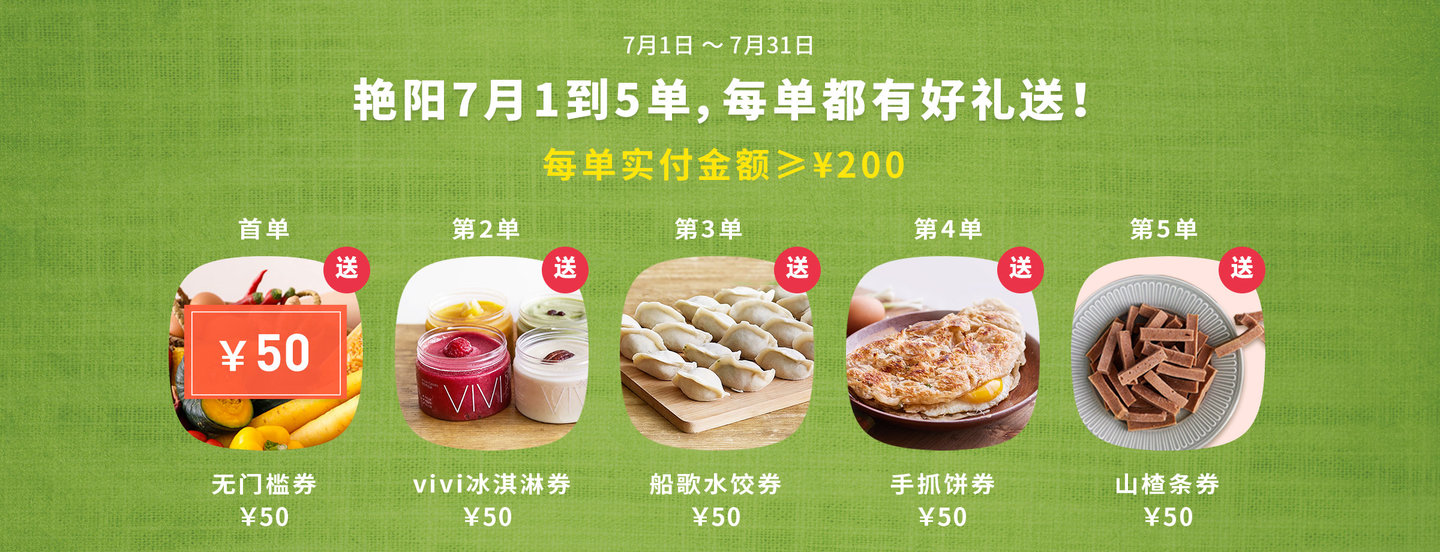 7月1日 ～ 7月31日
艳阳7月1到5单, 每单都有好礼送!
每单实付金额≥¥200
首单
第2单
第3单
第4单
第5单
送
送
送
送
送
¥50
VIVI
VIV
无门槛券
vivi冰淇淋券
船歌水饺券
手抓饼券
山楂条券
¥50
¥50
¥50
¥50
¥50